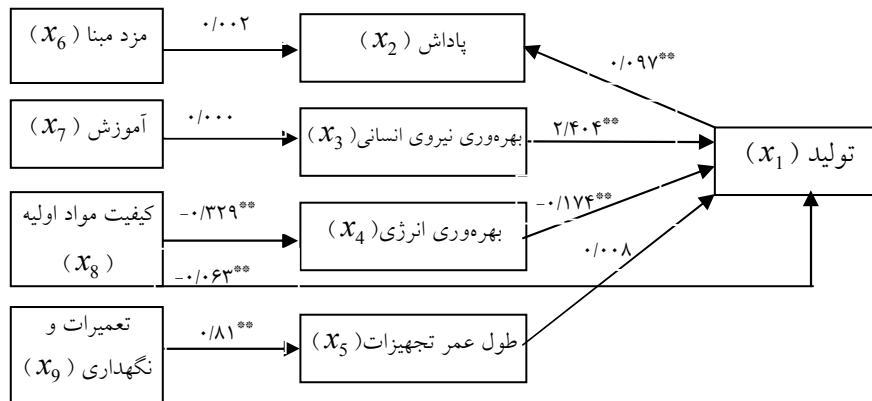 مزد مبنا (x₆)
۰/۰۰۲
پاداش (x₂)
۰/۰۹۷**
آموزش (x₇)
۰/۰۰۰
بهره‌وری نیروی انسانی (x₃)
۲/۴۰۴**
تولید (x₁)
کیفیت مواد اولیه
(x₈)
-۰/۳۲۹**
بهره‌وری انرژی (x₄)
-۰/۱۷۴**
-۰/۰۶۳**
۰/۰۰۸
تعمیرات و
نگهداری (x₉)
۰/۸۱**
طول عمر تجهیزات (x₅)